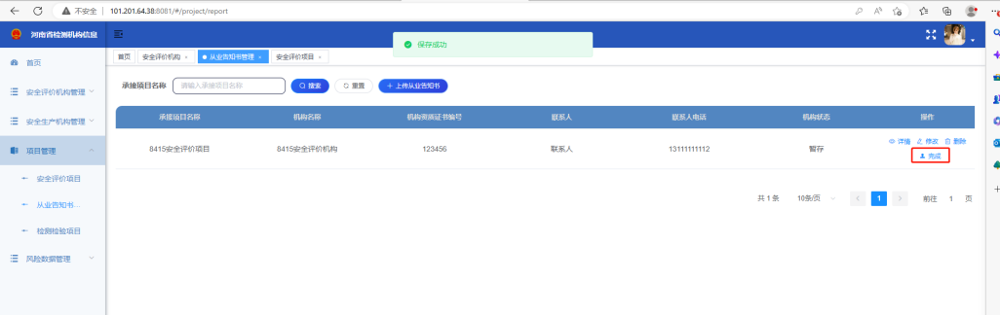 不安全 101.201.64.38:8081/#/project/report
河南省检测机构信息
保存成功
首页 安全评价机构 × 从业告知书管理 × 安全评价项目 ×
首页
安全评价机构管理
安全生产机构管理
项目管理
安全评价项目
从业告知书...
检测检验项目
风险数据管理
承接项目名称 请输入承接项目名称 搜索 重置 + 上传从业告知书
承接项目名称 机构名称 机构资质证书编号 联系人 联系人电话 机构状态 操作
8415安全评价项目 8415安全评价机构 123456 联系人 13111111112 暂存 详情 修改 删除
完成
共 1 条 10条/页 < 1 > 前往 1 页